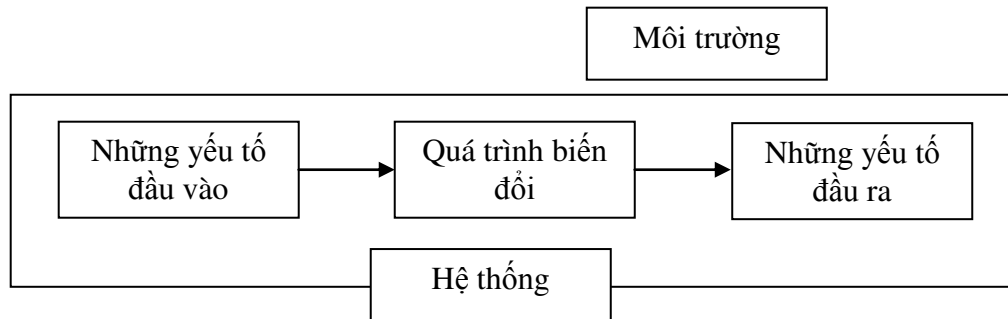 Môi trường
Những yếu tố
đầu vào
Quá trình biến
đổi
Những yếu tố
đầu ra
Hệ thống